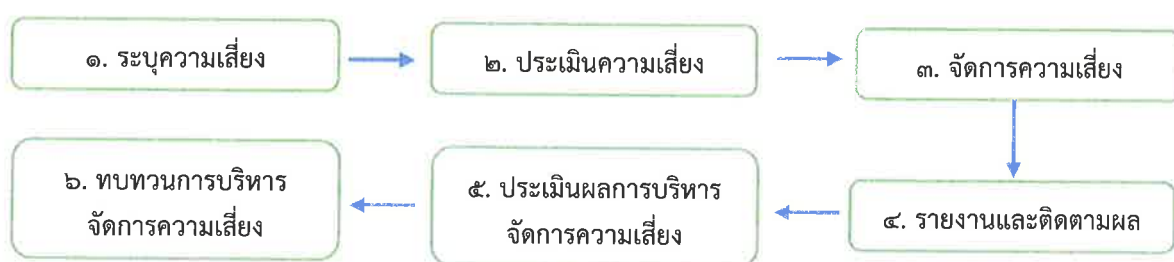 ๑. ระบุความเสี่ยง
๒. ประเมินความเสี่ยง
๓. จัดการความเสี่ยง
๔. รายงานและติดตามผล
๕. ประเมินผลการบริหาร
จัดการความเสี่ยง
๖. ทบทวนการบริหาร
จัดการความเสี่ยง